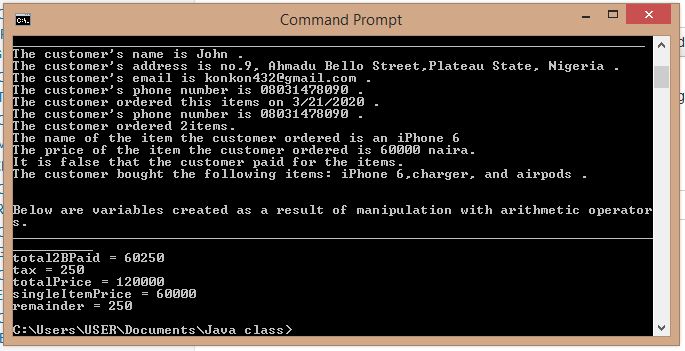 Command Prompt
The customer's name is John .
The customer's address is no.9, Ahmadu Bello Street,Plateau State, Nigeria .
The customer's email is konkon432@gmail.com .
The customer's phone number is 08031478090 .
The customer ordered this items on 3/21/2020 .
The customer's phone number is 08031478090 .
The customer ordered 2items.
The name of the item the customer ordered is an iPhone 6
The price of the item the customer ordered is 60000 naira.
It is false that the customer paid for the items.
The customer bought the following items: iPhone 6,charger, and airpods .
Below are variables created as a result of manipulation with arithmetic operator
s.
total2BPaid = 60250
tax = 250
totalPrice = 120000
singleItemPrice = 60000
remainder = 250
C:\Users\USER\Documents\Java class>